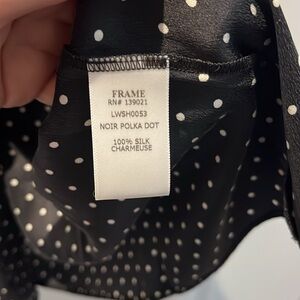 FRAME
RN# 139021
LWSH0053
NOIR POLKA DOT
100% SILK
CHARMEUSE